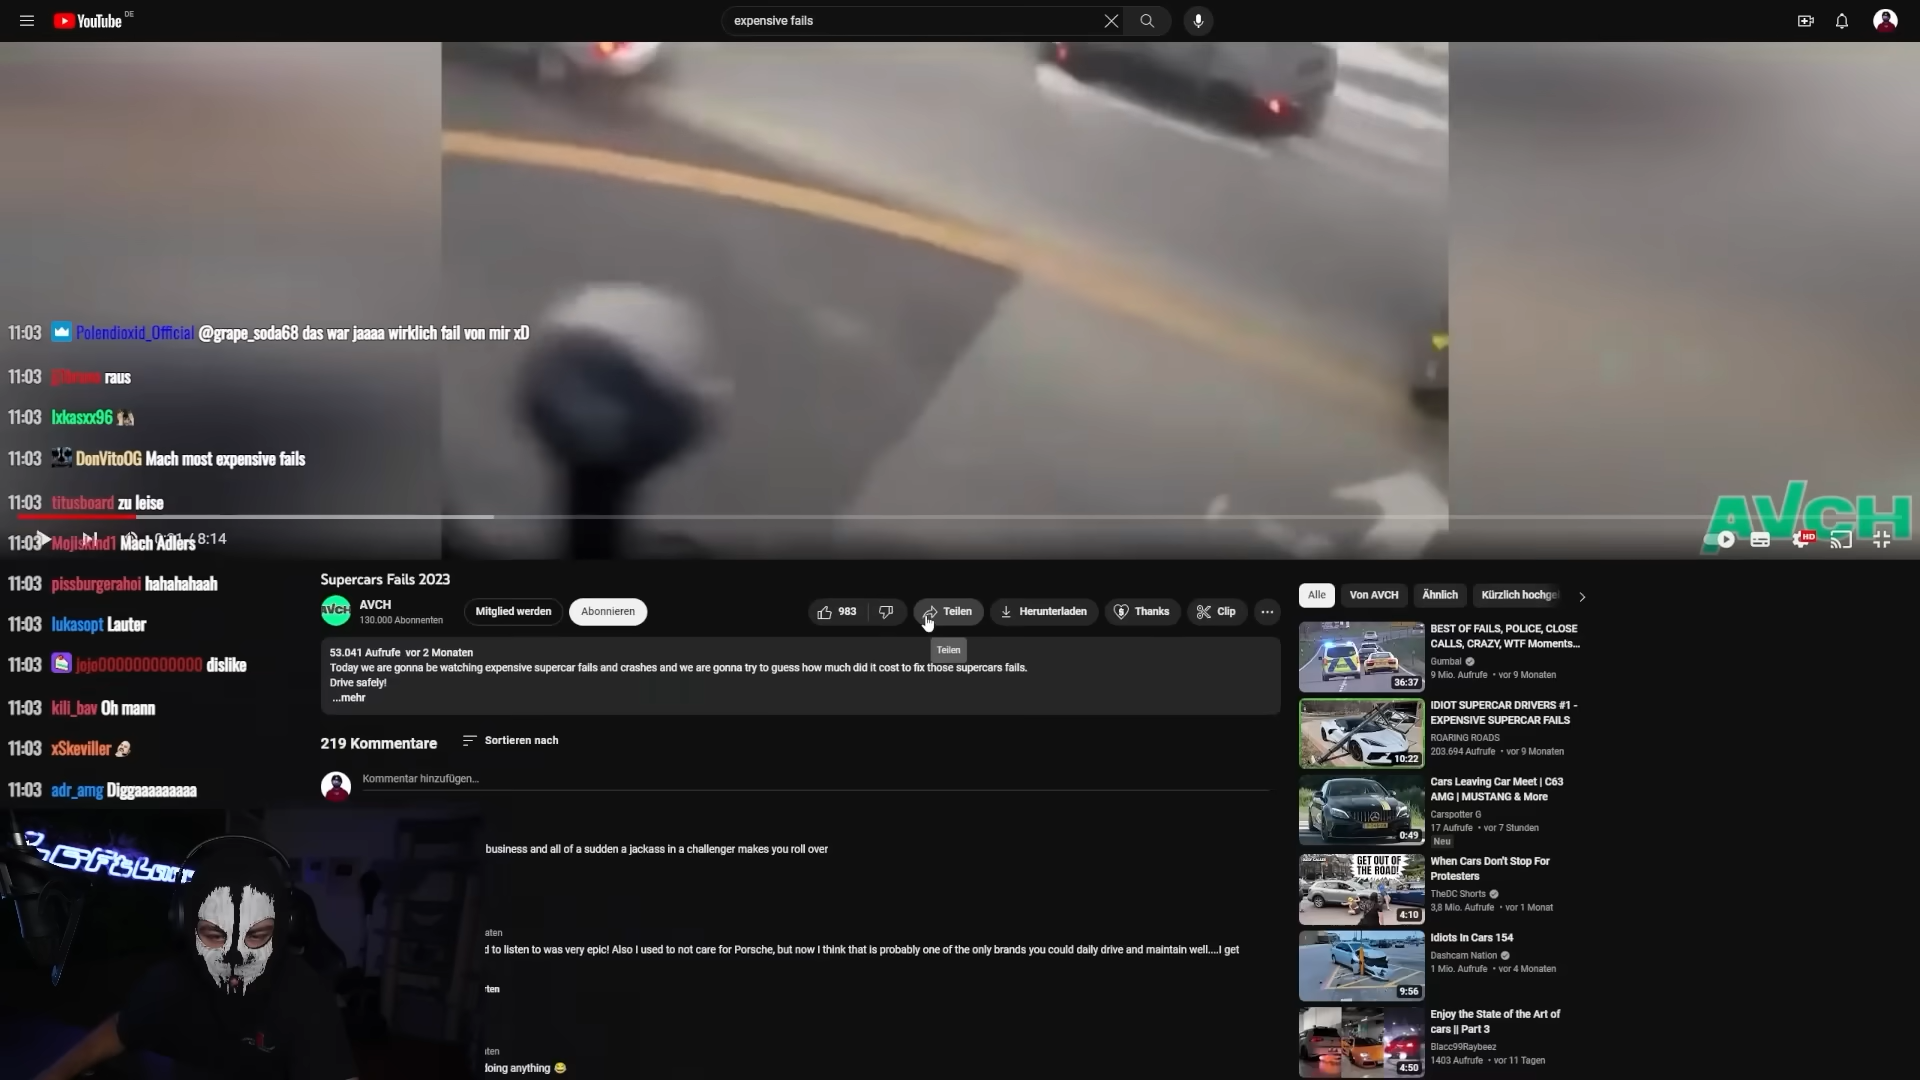 YouTube DE
expensive fails
11:03 Polendioxid_Official @grape_soda68 das war jaaaa wirklich fail von mir xD
11:03 raus
11:03 lxkasxx96
11:03 DonVitoOG Mach most expensive fails
11:03 titusboard zu leise
11:03 Mach Adlers
/ 8:14
11:03 pissburgerahoi hahahahaah
11:03 lukasopt Lauter
11:03 jojo000000000000 dislike
11:03 kili_bav Oh mann
11:03 xSkeviller
11:03 adr_amg Diggaaaaaaaaa
AVCH
HD
Supercars Fails 2023
AVCH
AVCH
130.000 Abonnenten
Mitglied werden
Abonnieren
983
Teilen
Herunterladen
Thanks
Clip
Teilen
53.041 Aufrufe vor 2 Monaten
Today we are gonna be watching expensive supercar fails and crashes and we are gonna try to guess how much did it cost to fix those supercars fails.
Drive safely!
...mehr
219 Kommentare
Sortieren nach
Kommentar hinzufügen...
business and all of a sudden a jackass in a challenger makes you roll over
aten
d to listen to was very epic! Also I used to not care for Porsche, but now I think that is probably one of the only brands you could daily drive and maintain well....I get
rten
aten
doing anything 😂
Alle
Von AVCH
Ähnlich
Kürzlich hochge
BEST OF FAILS, POLICE, CLOSE
CALLS, CRAZY, WTF Moments...
Gumbal
9 Mio. Aufrufe • vor 9 Monaten
36:37
IDIOT SUPERCAR DRIVERS #1 -
EXPENSIVE SUPERCAR FAILS
ROARING ROADS
203.694 Aufrufe • vor 9 Monaten
10:22
Cars Leaving Car Meet | C63
AMG | MUSTANG & More
Carspotter G
17 Aufrufe • vor 7 Stunden
Neu
0:49
GET OUT OF
THE ROAD!
When Cars Don't Stop For
Protesters
TheDC Shorts
3,8 Mio. Aufrufe • vor 1 Monat
4:10
Idiots In Cars 154
Dashcam Nation
1 Mio. Aufrufe • vor 4 Monaten
9:56
Enjoy the State of the Art of
cars || Part 3
Blacc99Raybeez
1403 Aufrufe • vor 11 Tagen
4:50